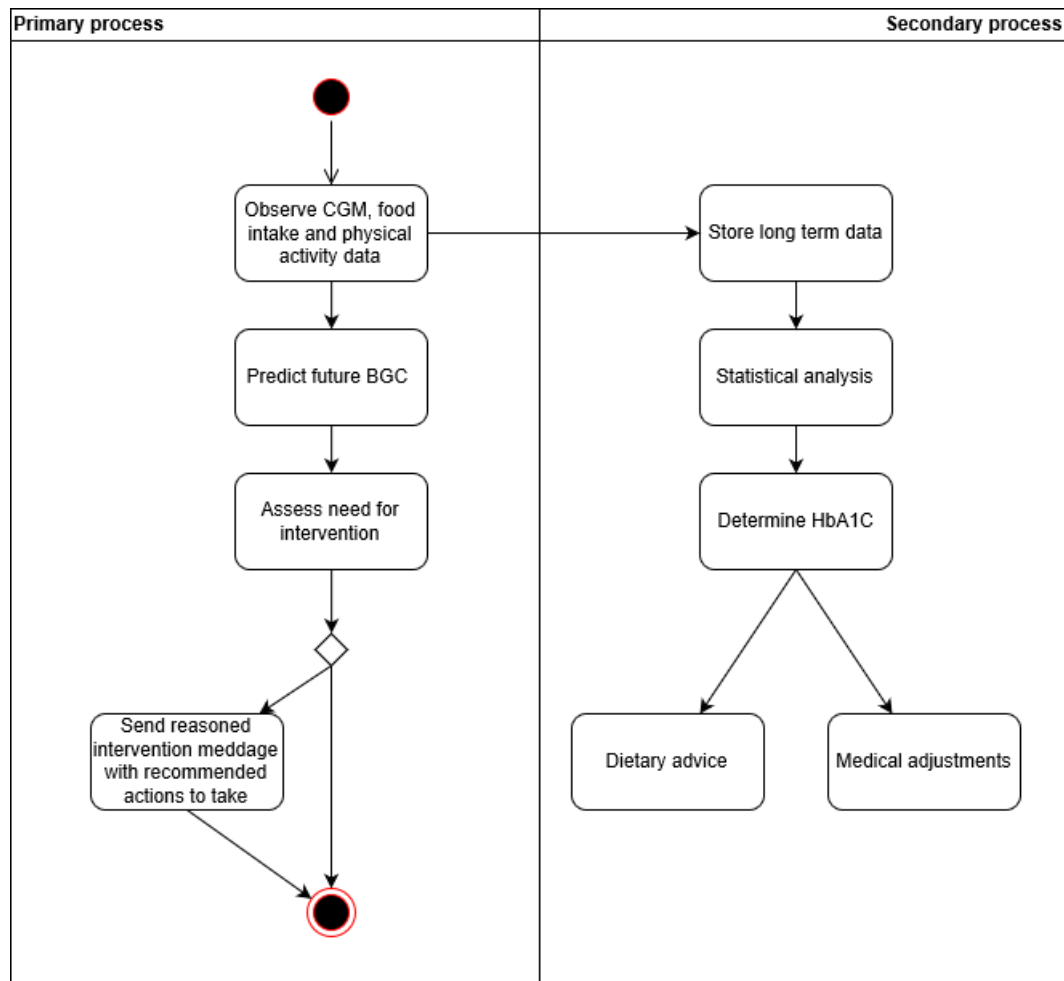 Primary process
Secondary process
Observe CGM, food
intake and physical
activity data
Store long term data
Predict future BGC
Statistical analysis
Assess need for
intervention
Determine HbA1C
Send reasoned
intervention meddage
with recommended
actions to take
Dietary advice
Medical adjustments